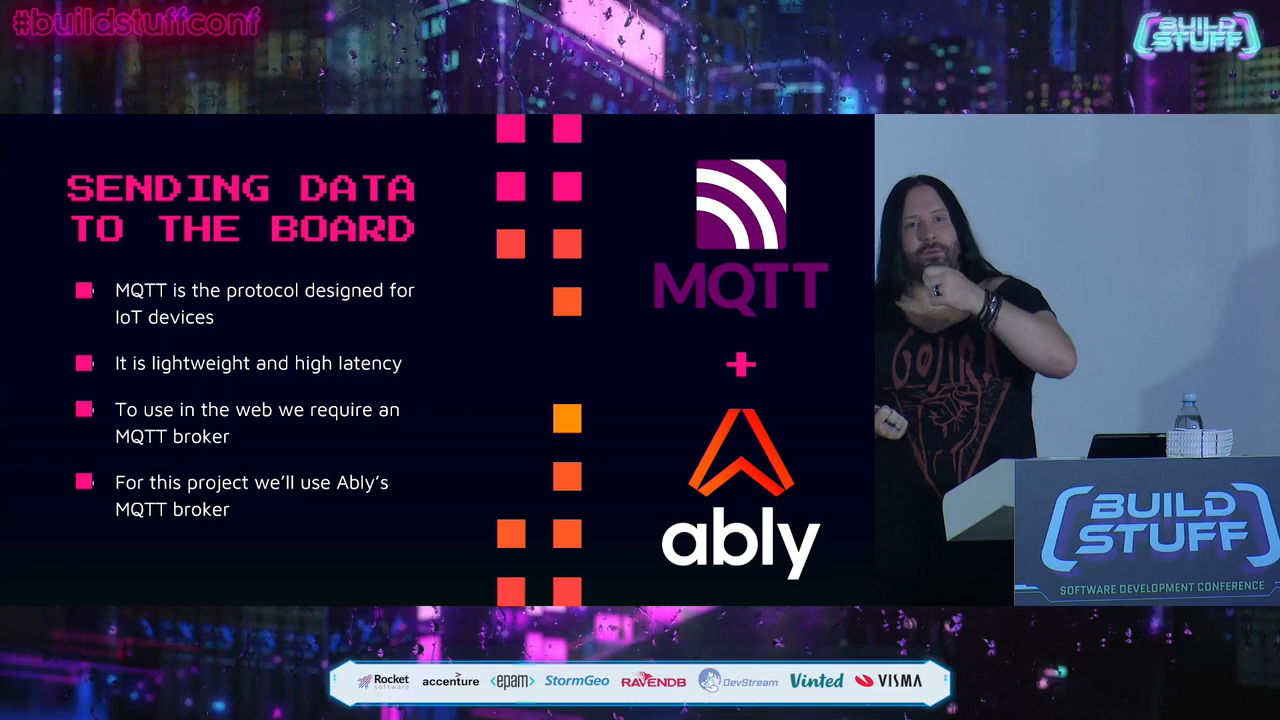 #buildstuffconf
BUILD
STUFF
SENDING DATA
TO THE BOARD
MQTT is the protocol designed for
IoT devices
It is lightweight and high latency
To use in the web we require an
MQTT broker
For this project we’ll use Ably’s
MQTT broker
MQTT
+
ably
GOJIRA
BUILD
STUFF
SOFTWARE DEVELOPMENT CONFERENCE
Rocket
software
accenture
<epam>
StormGeo
RAVENDB
DevStream
Vinted
VISMA